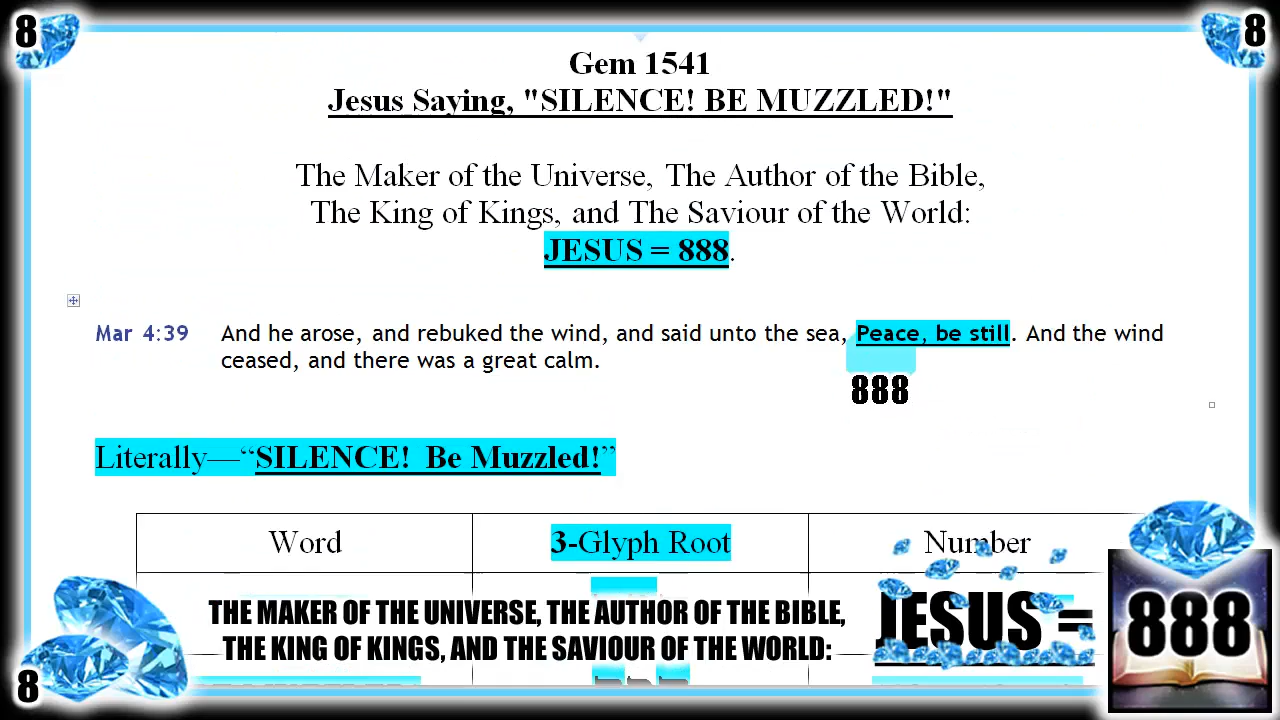 8
8
Gem 1541
Jesus Saying, "SILENCE! BE MUZZLED!"
The Maker of the Universe, The Author of the Bible,
The King of Kings, and The Saviour of the World:
JESUS = 888.
Mar 4:39 And he arose, and rebuked the wind, and said unto the sea, Peace, be still. And the wind
ceased, and there was a great calm.
888
Literally—“SILENCE! Be Muzzled!”
Word 3-Glyph Root Number
THE MAKER OF THE UNIVERSE, THE AUTHOR OF THE BIBLE,
THE KING OF KINGS, AND THE SAVIOUR OF THE WORLD:
JESUS = 888
8